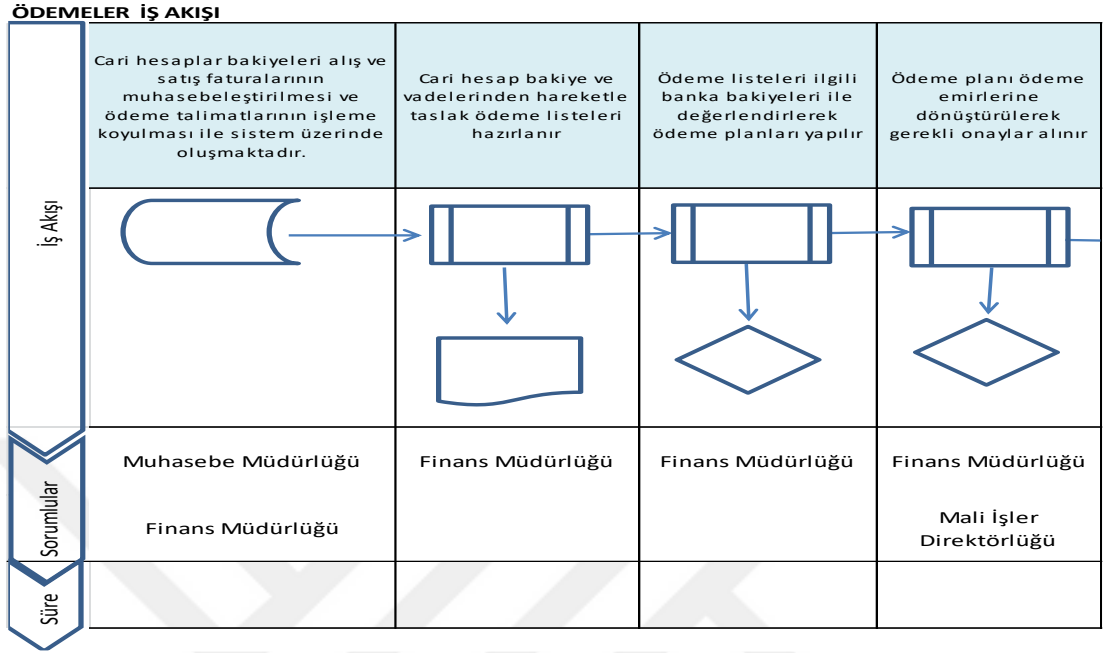 ÖDEMELER İŞ AKIŞI
Cari hesaplar bakiyeleri alış ve
satış faturalarının
muhasebeleştirilmesi ve
ödeme talimatlarının işleme
koyulması ile sistem üzerinde
oluşmaktadır.
Cari hesap bakiye ve
vadelerinden hareketle
taslak ödeme listeleri
hazırlanır
Ödeme listeleri ilgili
banka bakiyeleri ile
değerlendirlerek
ödeme planları yapılır
Ödeme planı ödeme
emirlerine
dönüştürülerek
gerekli onaylar alınır
İş Akışı
Sorumlular
Muhasebe Müdürlüğü
Finans Müdürlüğü
Finans Müdürlüğü
Finans Müdürlüğü
Finans Müdürlüğü
Mali İşler
Direktörlüğü
Süre